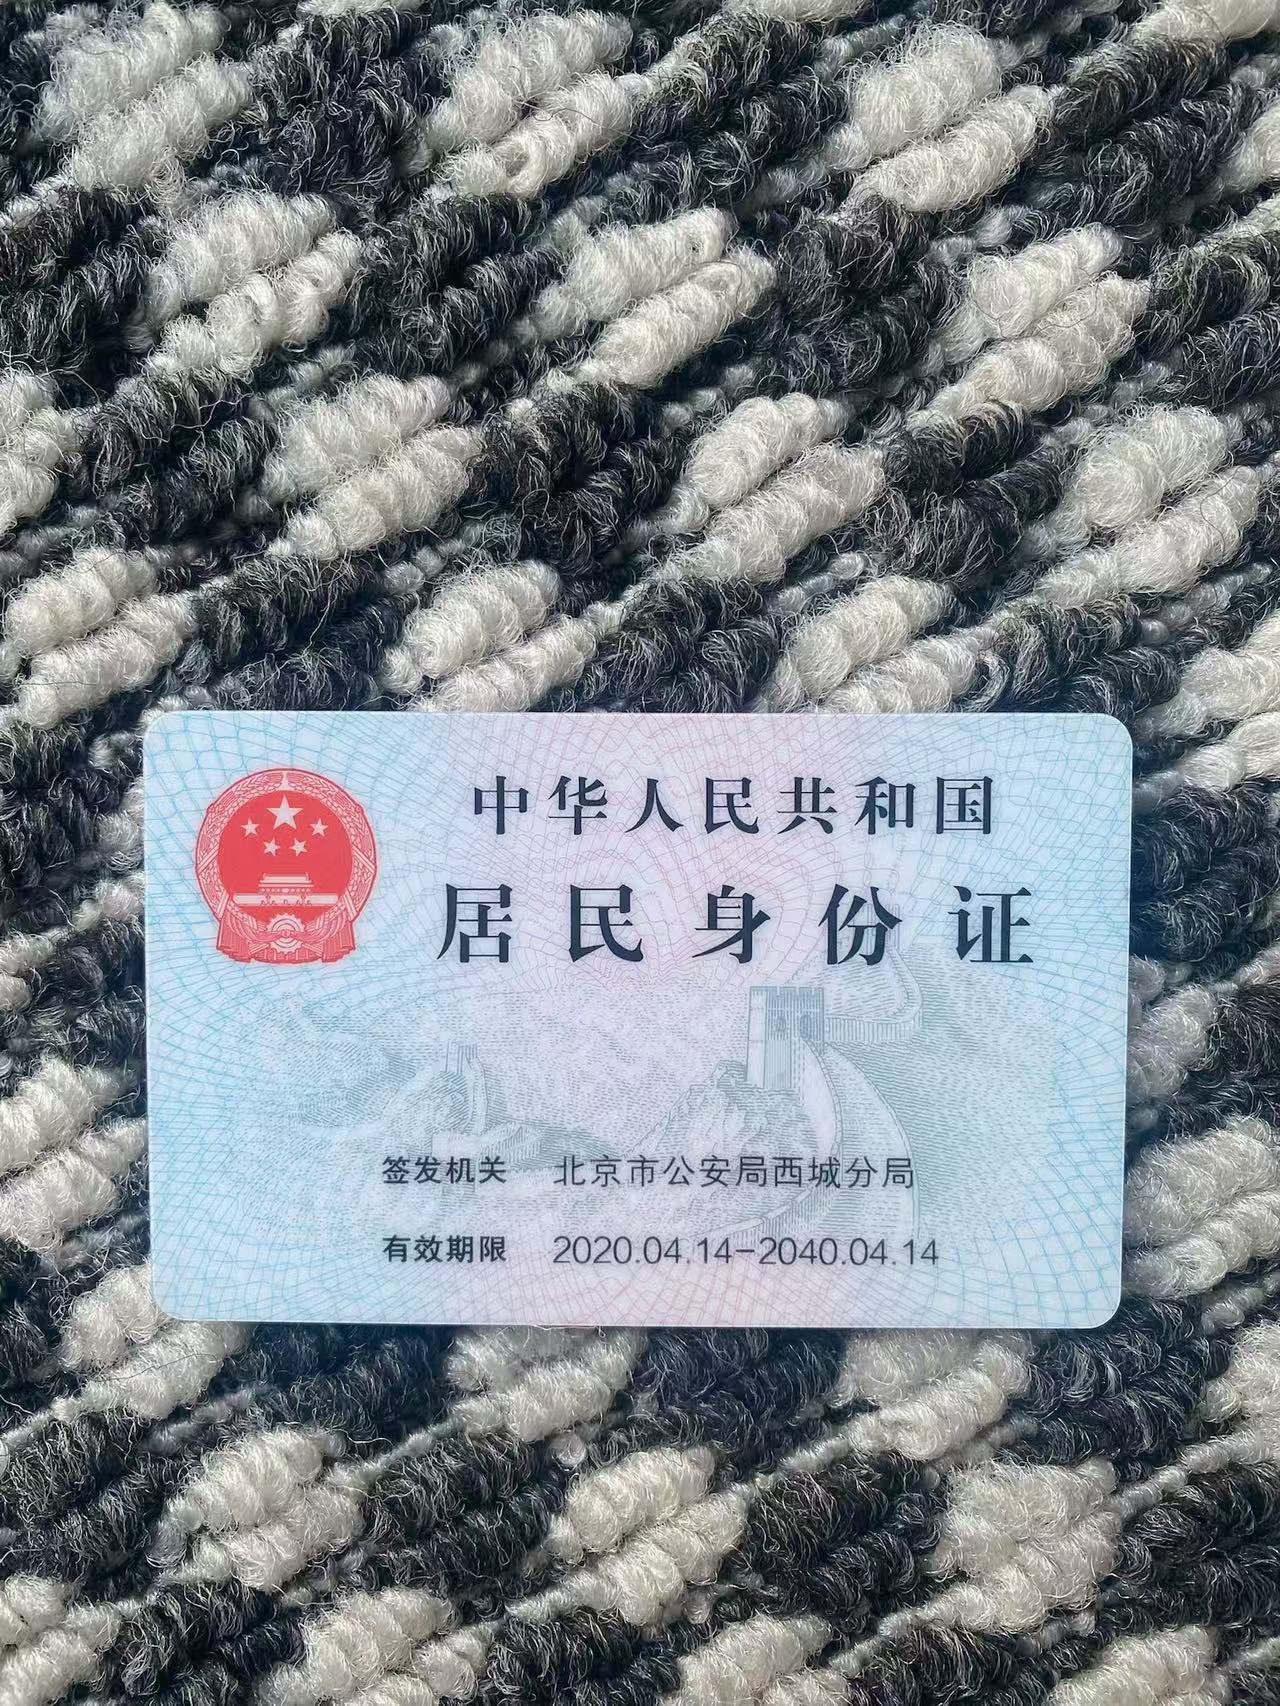 中华人民共和国
居民身份证
签发机关 北京市公安局西城分局
有效期限 2020.04.14-2040.04.14